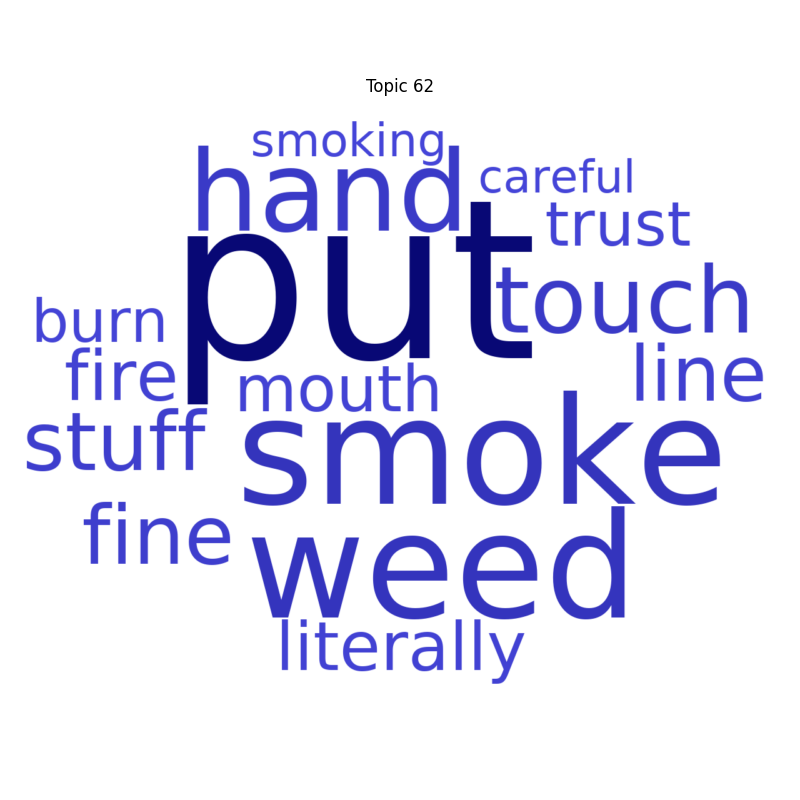 Topic 62
smoking
careful
hand
trust
put
touch
burn
fire
line
mouth
stuff
smoke
fine
weed
literally